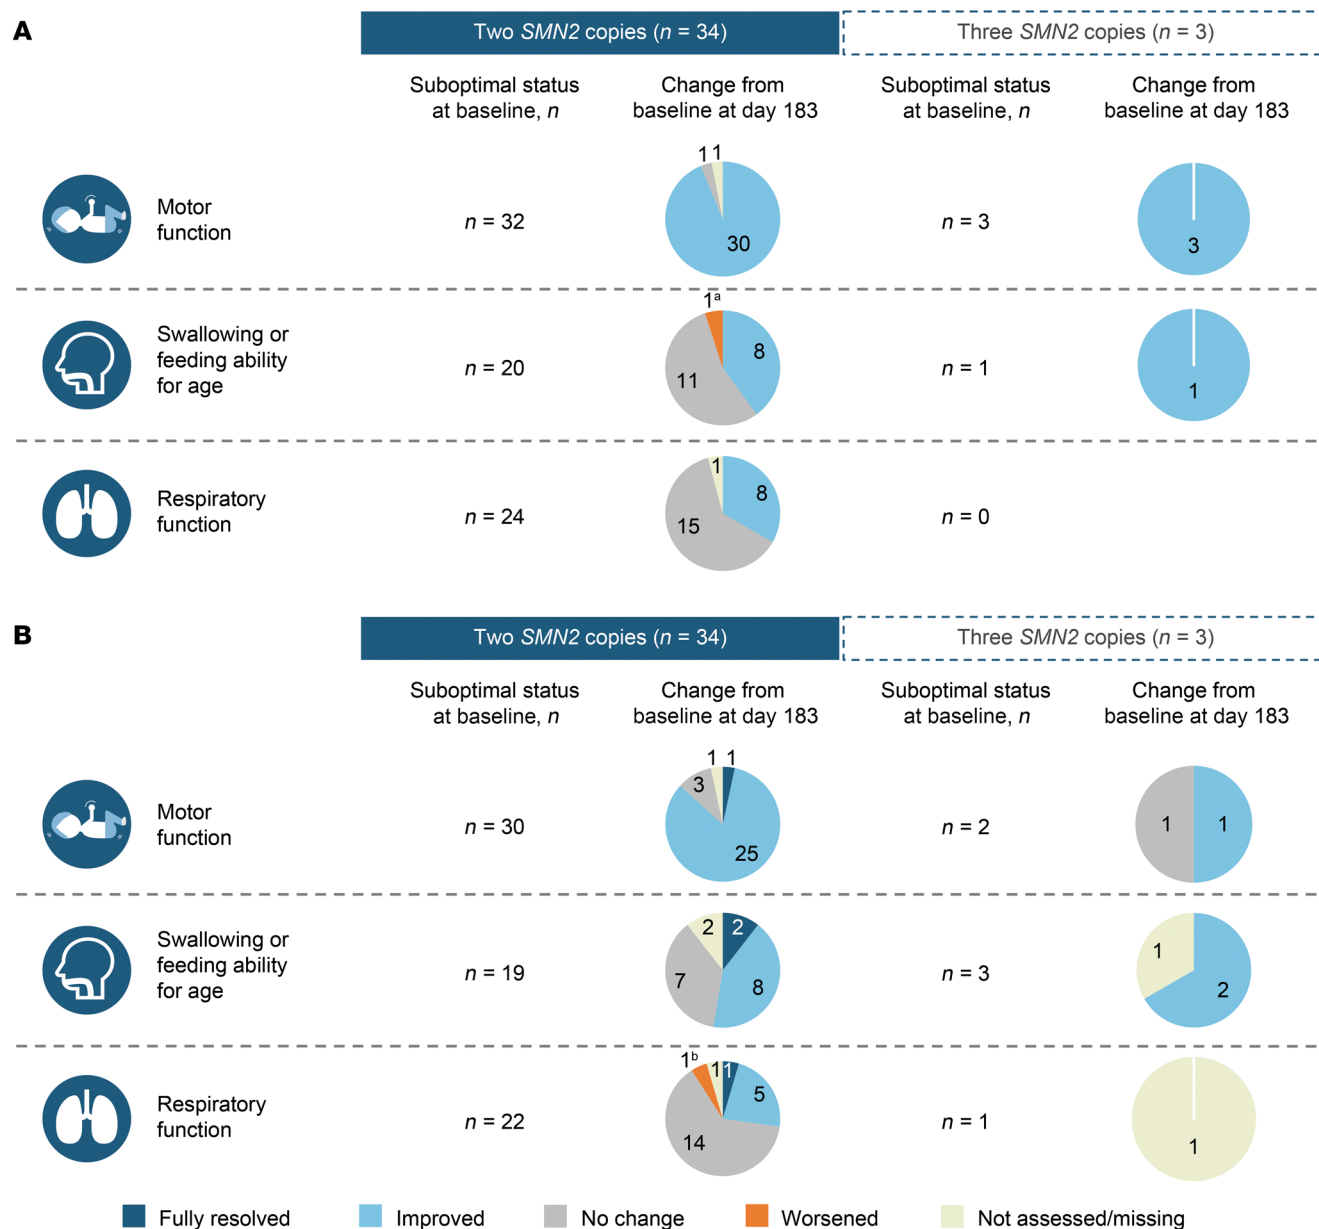 A
Two SMN2 copies (n = 34)
Three SMN2 copies (n = 3)
Suboptimal status
at baseline, n
Change from
baseline at day 183
Suboptimal status
at baseline, n
Change from
baseline at day 183
Motor
function
n = 32
1 1
30
n = 3
3
Swallowing or
feeding ability
for age
n = 20
1ᵃ
8
11
n = 1
1
Respiratory
function
n = 24
1
8
15
n = 0
B
Two SMN2 copies (n = 34)
Three SMN2 copies (n = 3)
Suboptimal status
at baseline, n
Change from
baseline at day 183
Suboptimal status
at baseline, n
Change from
baseline at day 183
Motor
function
n = 30
1 1
3
25
n = 2
1 1
Swallowing or
feeding ability
for age
n = 19
2 2
7 8
n = 3
1
2
Respiratory
function
n = 22
1ᵇ
1 1
5
14
n = 1
1
Fully resolved
Improved
No change
Worsened
Not assessed/missing